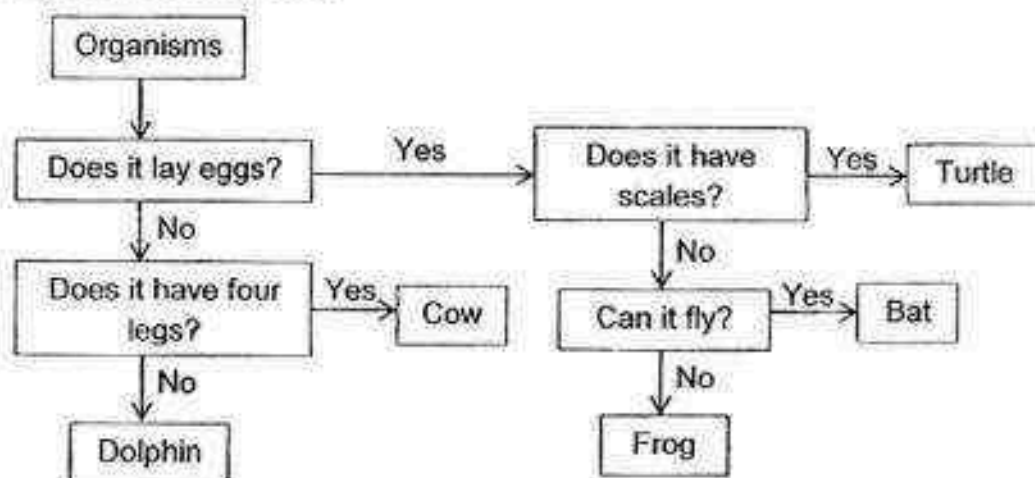 Organisms
Does it lay eggs?
Yes
Does it have
scales?
Yes
Turtle
No
No
Does it have four
legs?
Yes
Cow
Can it fly?
Yes
Bat
No
No
Dolphin
Frog